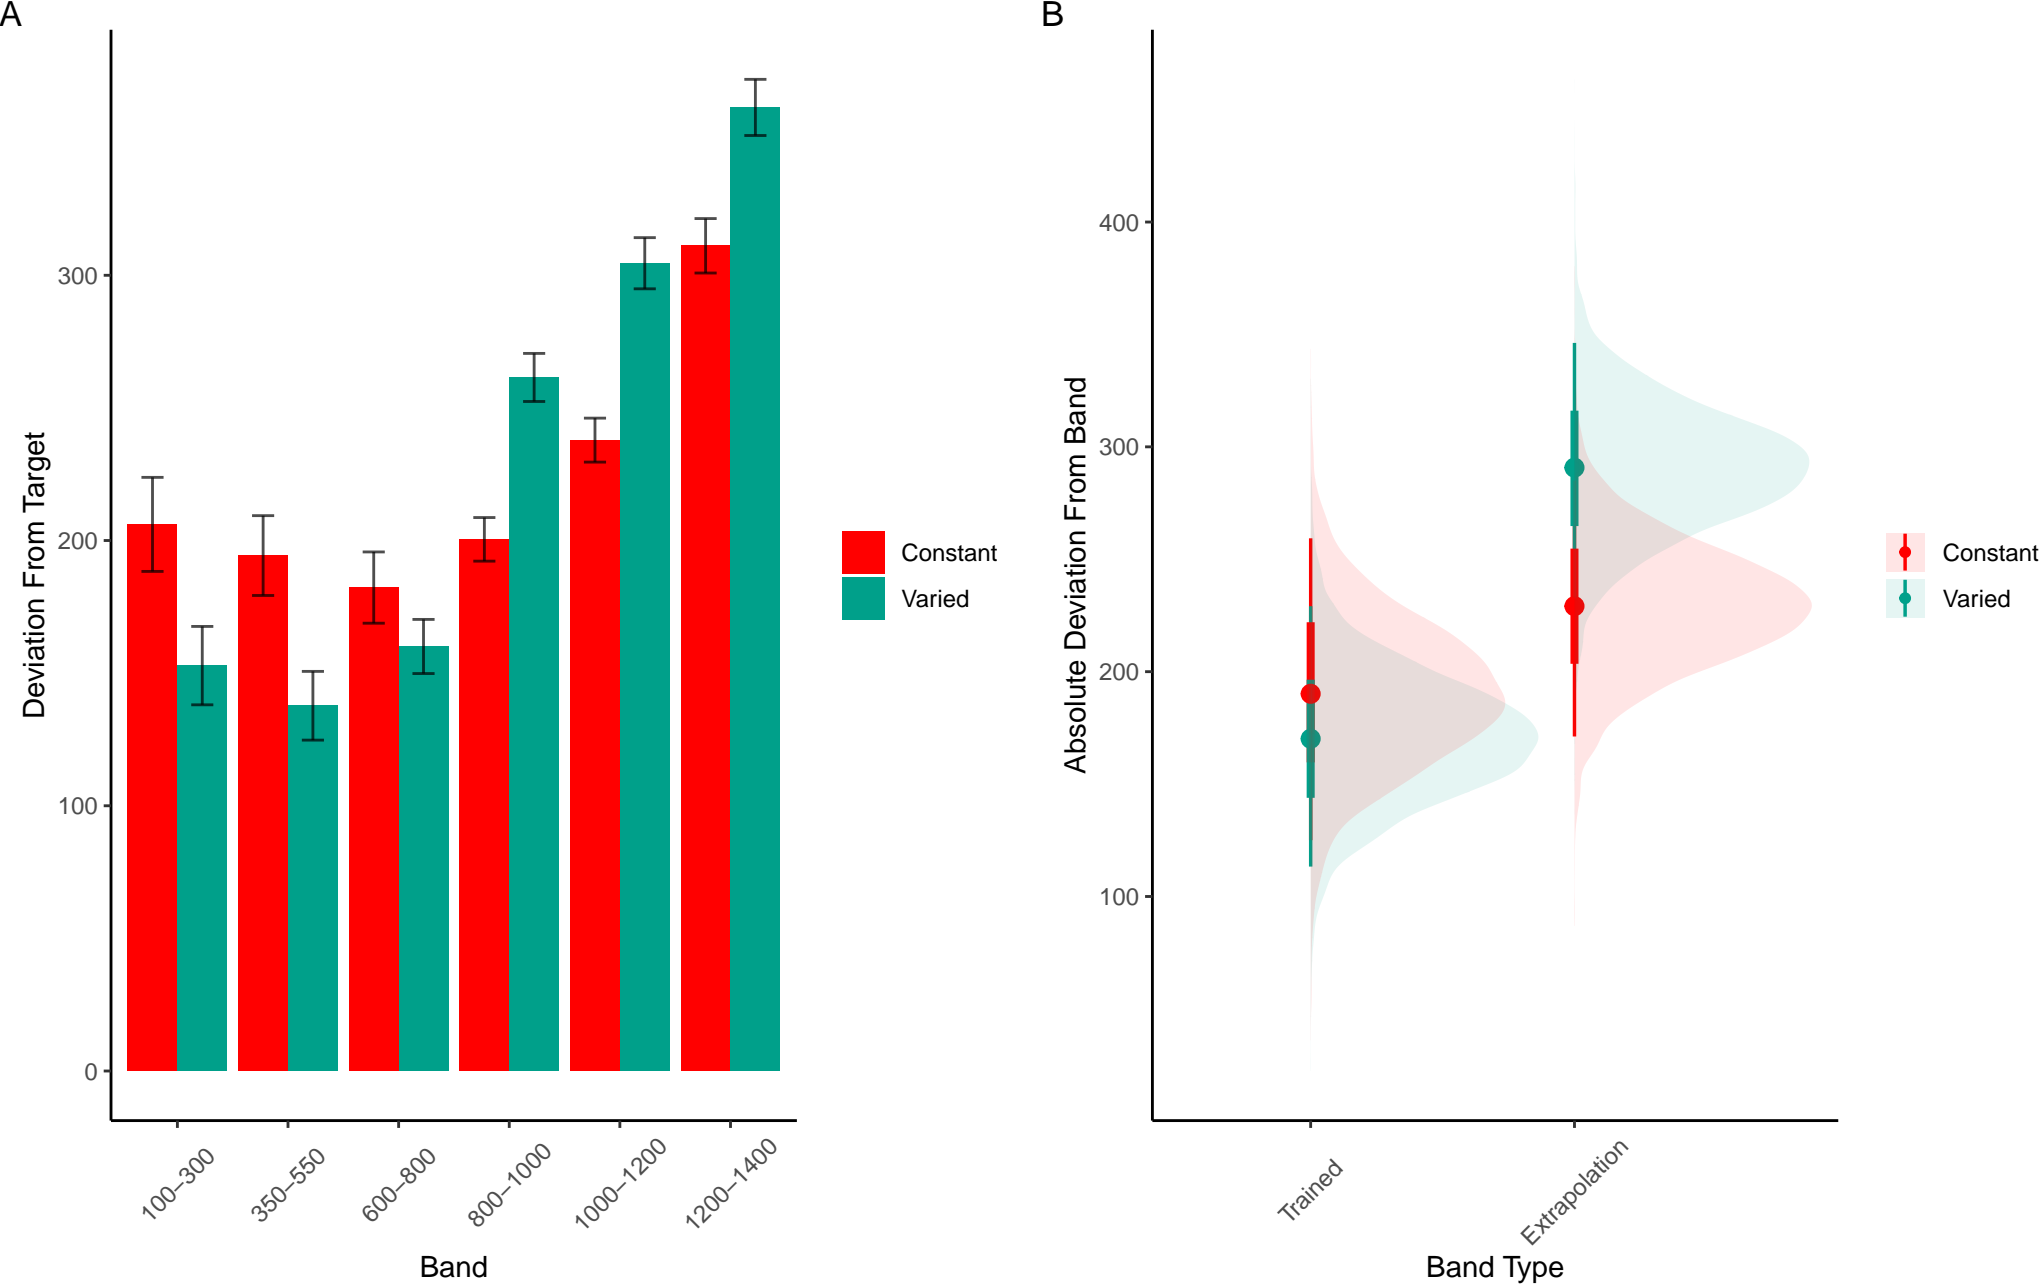 A
Deviation From Target
300
200
100
0
100–300
350–550
600–800
800–1000
1000–1200
1200–1400
Band
Constant
Varied
B
Absolute Deviation From Band
400
300
200
100
Trained
Extrapolation
Band Type
Constant
Varied